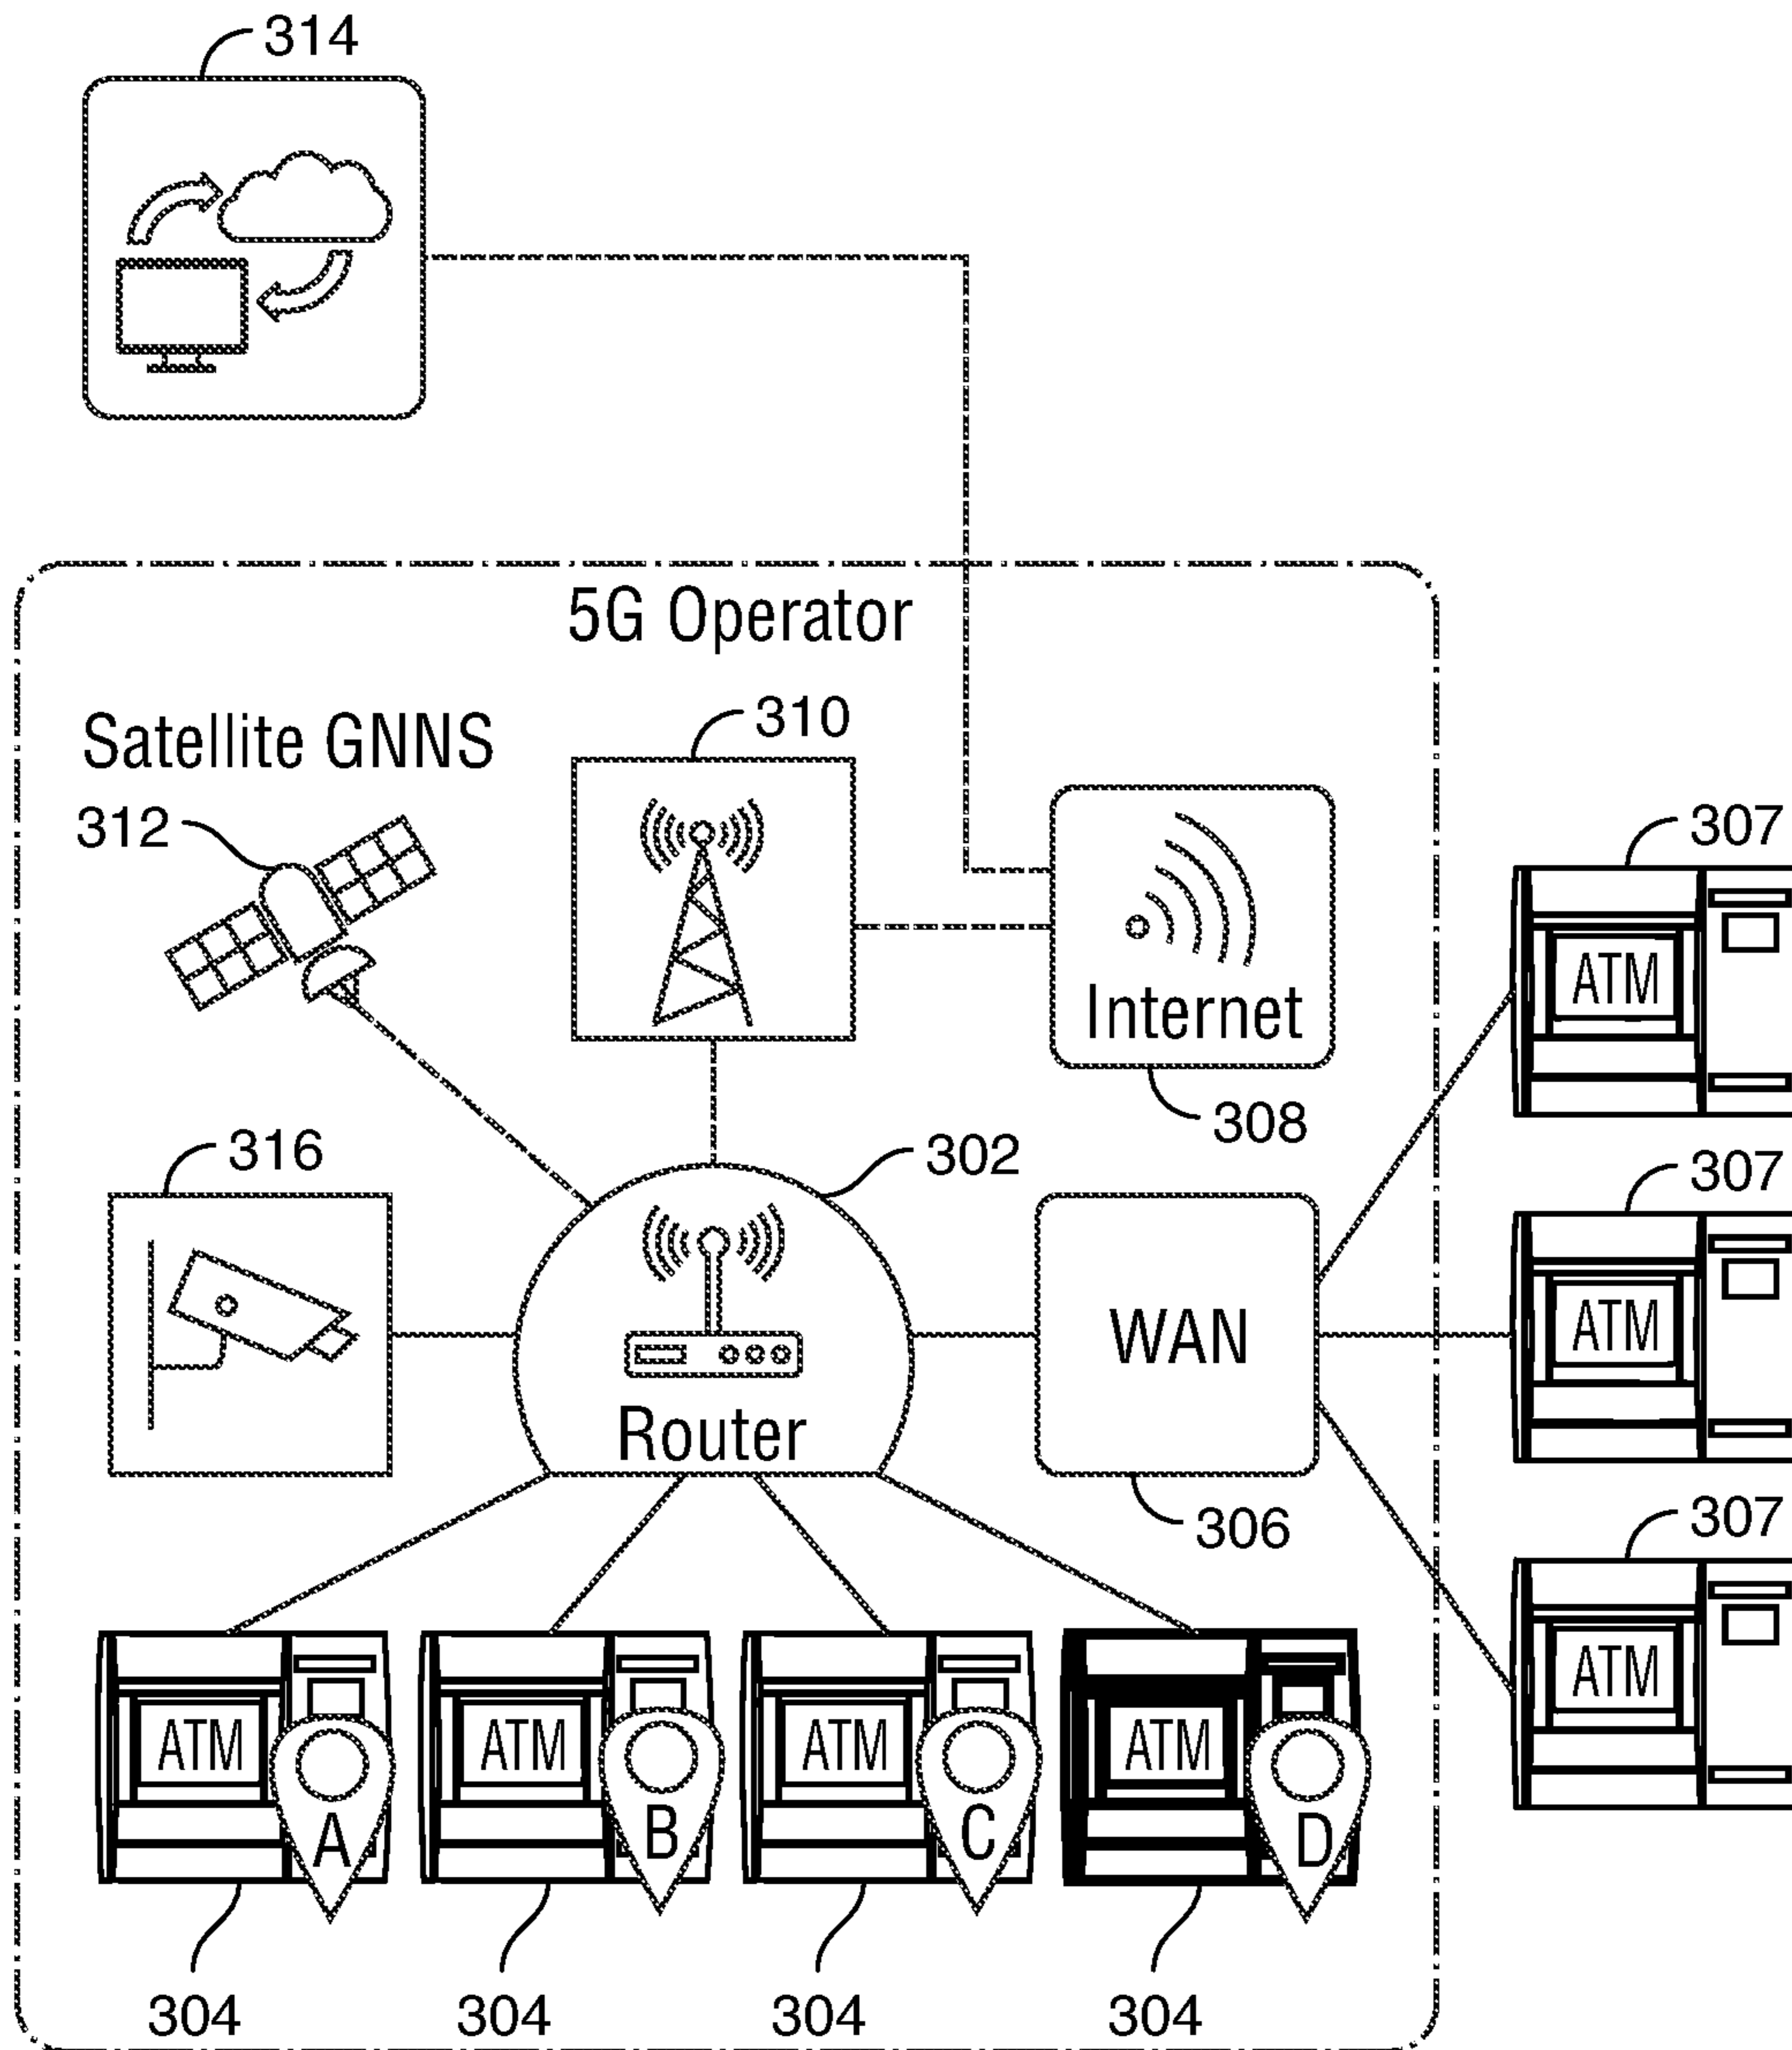 314
5G Operator
Satellite GNNS
310
312
307
ATM
Internet
308
316
302
307
Router
WAN
ATM
306
307
ATM
ATM
A
ATM
B
ATM
C
ATM
D
304
304
304
304